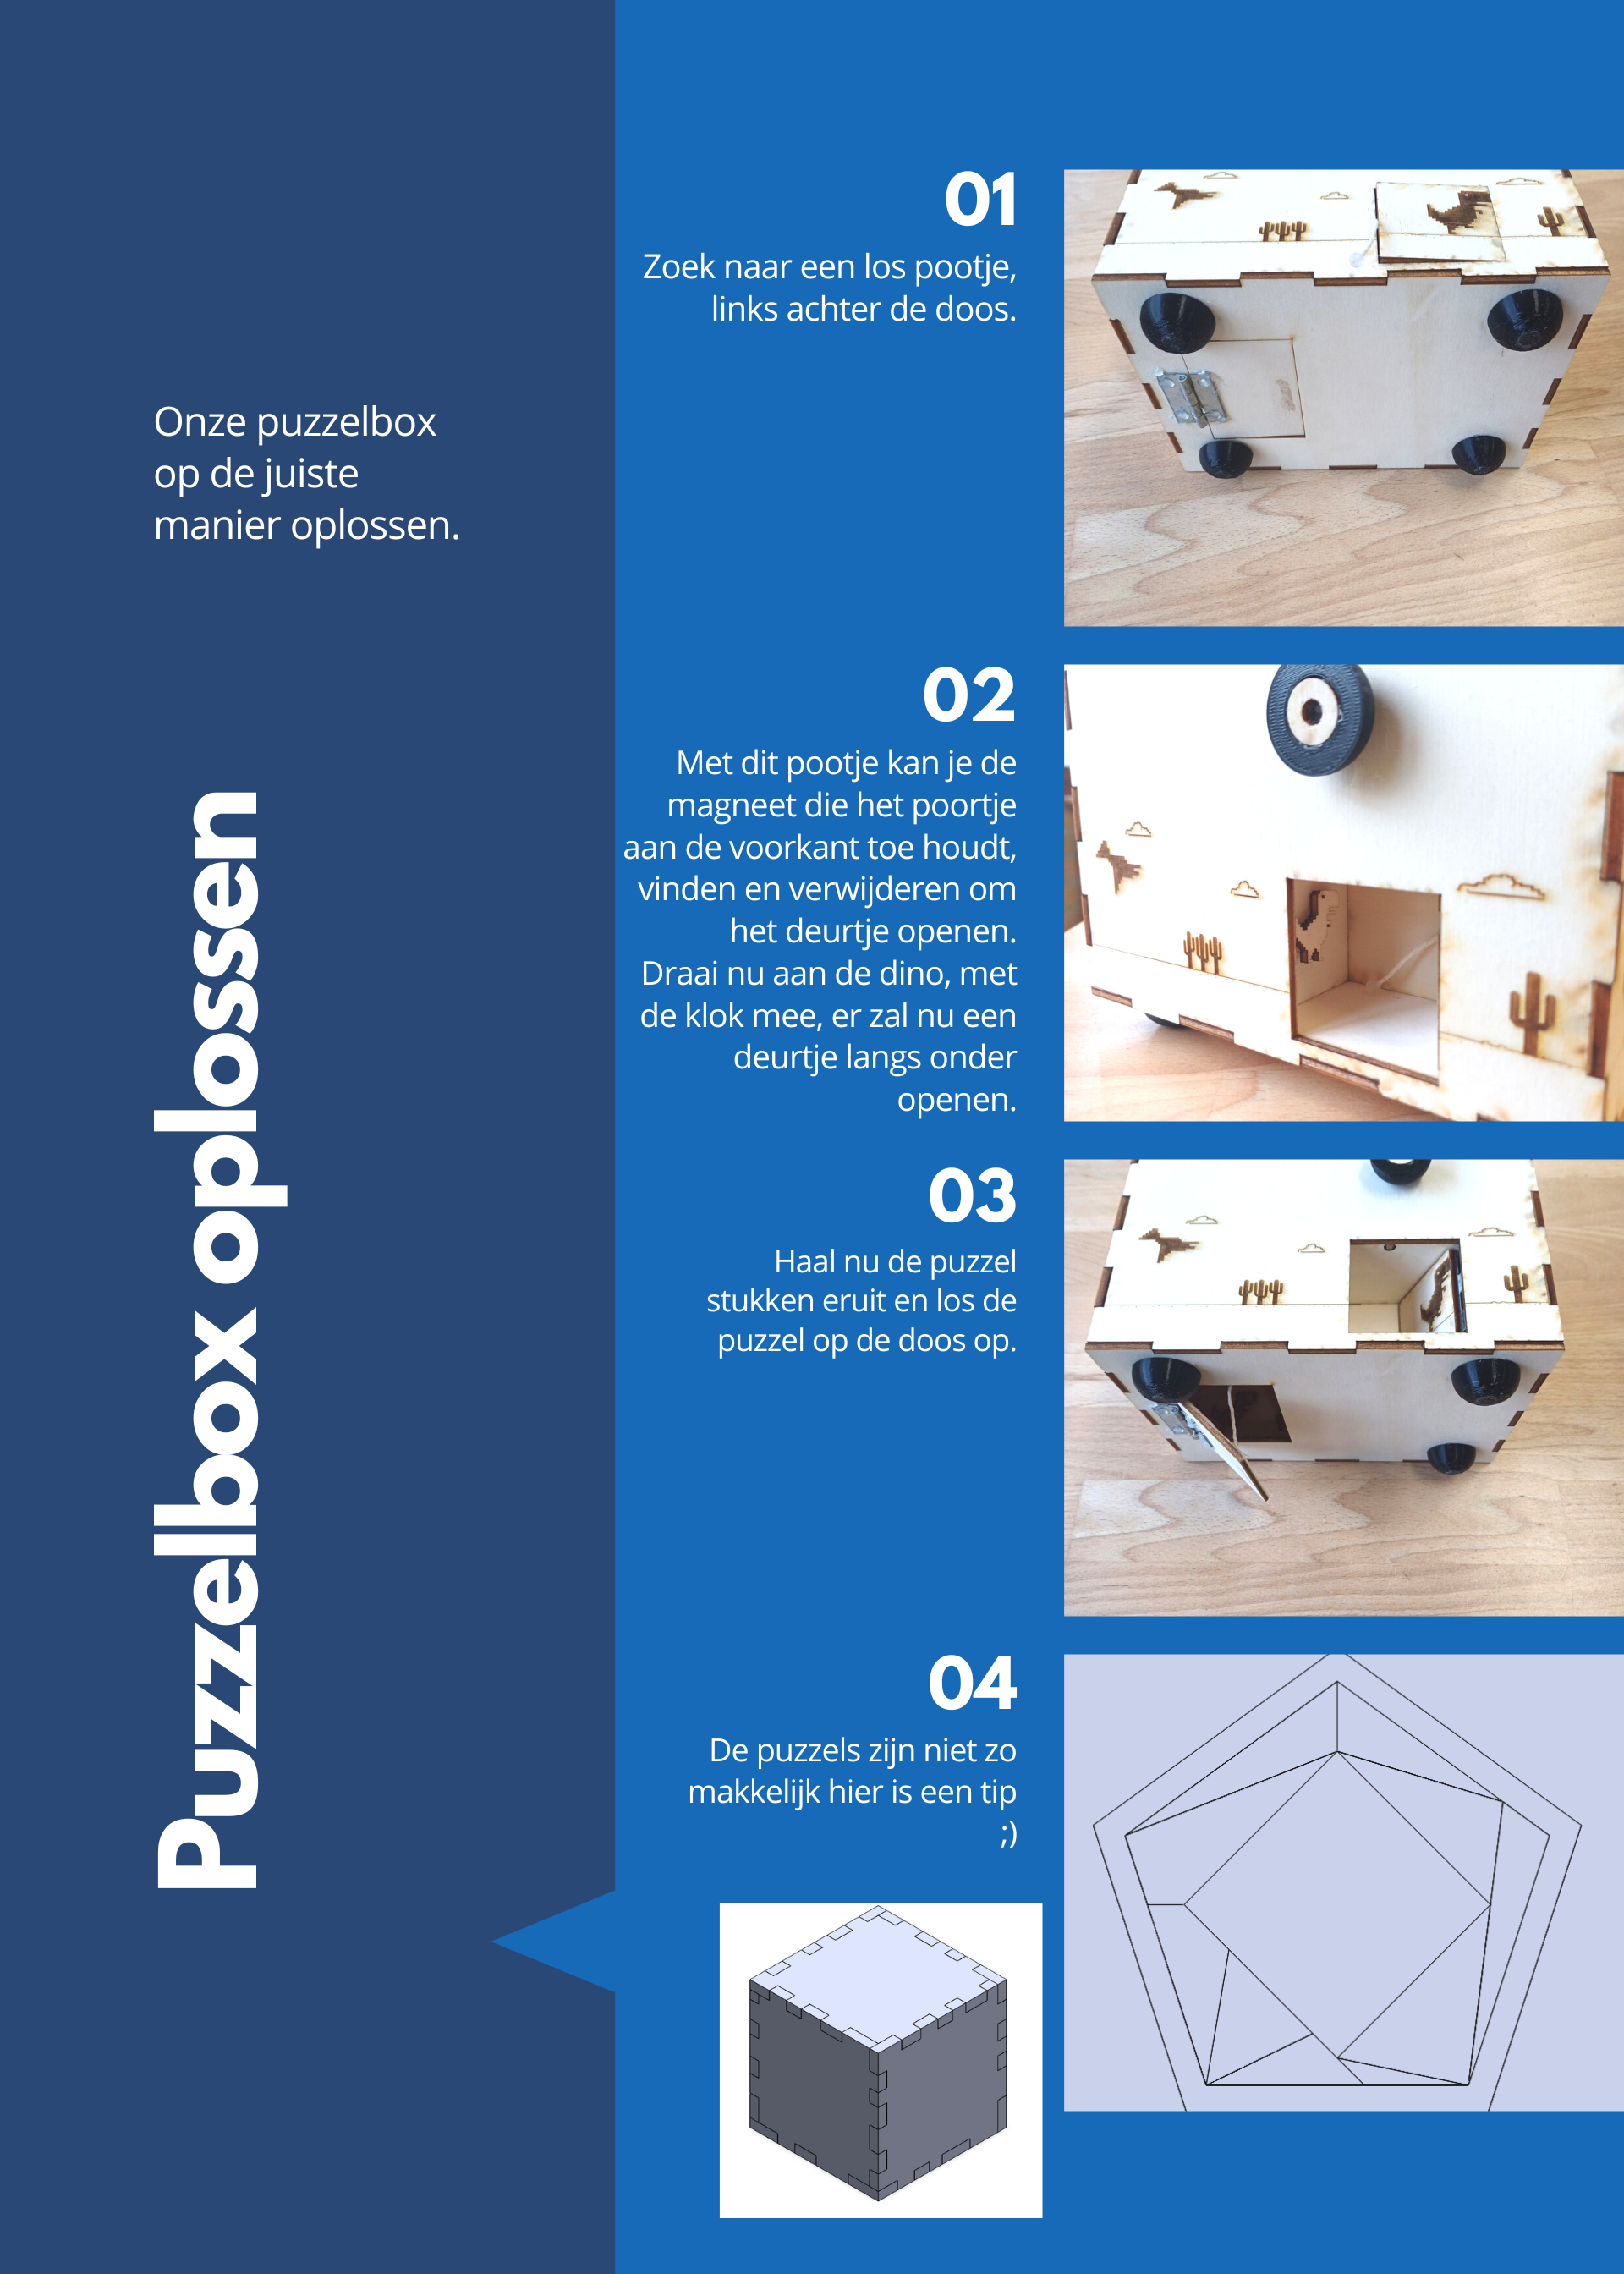 Onze puzzelbox
op de juiste
manier oplossen.
Puzzelbox oplossen
01
Zoek naar een los pootje,
links achter de doos.
02
Met dit pootje kan je de
magneet die het poortje
aan de voorkant toe houdt,
vinden en verwijderen om
het deurtje openen.
Draai nu aan de dino, met
de klok mee, er zal nu een
deurtje langs onder
openen.
03
Haal nu de puzzel
stukken eruit en los de
puzzel op de doos op.
04
De puzzels zijn niet zo
makkelijk hier is een tip
;)